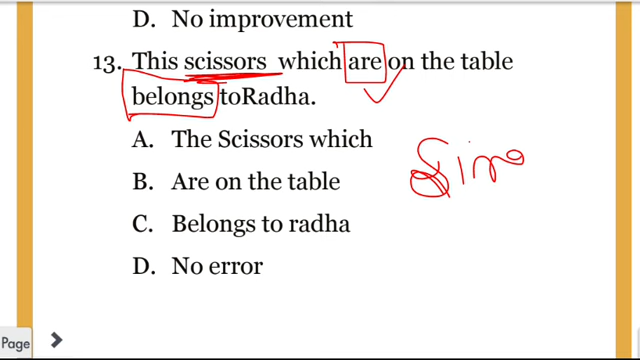 D. No improvement
13. This scissors which are on the table
belongs toRadha.
A. The Scissors which
B. Are on the table
C. Belongs to radha
D. No error
Page